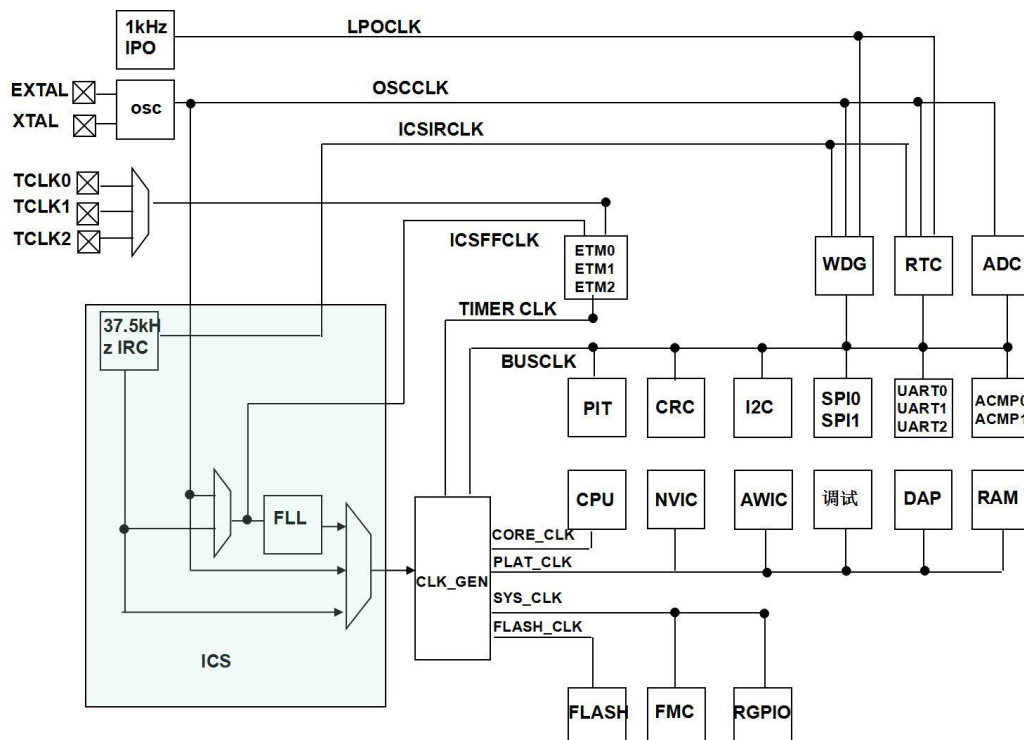 1kHz
IPO
LPOCLK
EXTAL
XTAL
osc
OSCCLK
ICSIRCLK
TCLK0
TCLK1
TCLK2
ICSFFCLK
ETM0
ETM1
ETM2
WDG
RTC
ADC
TIMER CLK
37.5kH
z IRC
BUSCLK
PIT
CRC
I2C
SPI0
SPI1
UART0
UART1
UART2
ACMP0
ACMP1
CPU
NVIC
AWIC
调试
DAP
RAM
FLL
CORE_CLK
PLAT_CLK
CLK_GEN
SYS_CLK
FLASH_CLK
ICS
FLASH
FMC
RGPIO